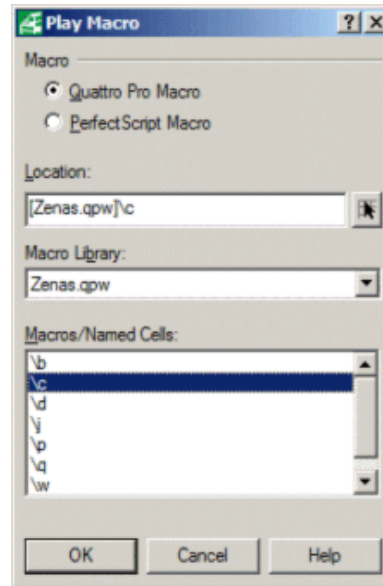 Play Macro
Macro
Quattro Pro Macro
PerfectScript Macro
Location:
[Zenas.qpw]\c
Macro Library:
Zenas.qpw
Macros/Named Cells:
\b
\c
\d
\j
\p
\q
\w
OK Cancel Help